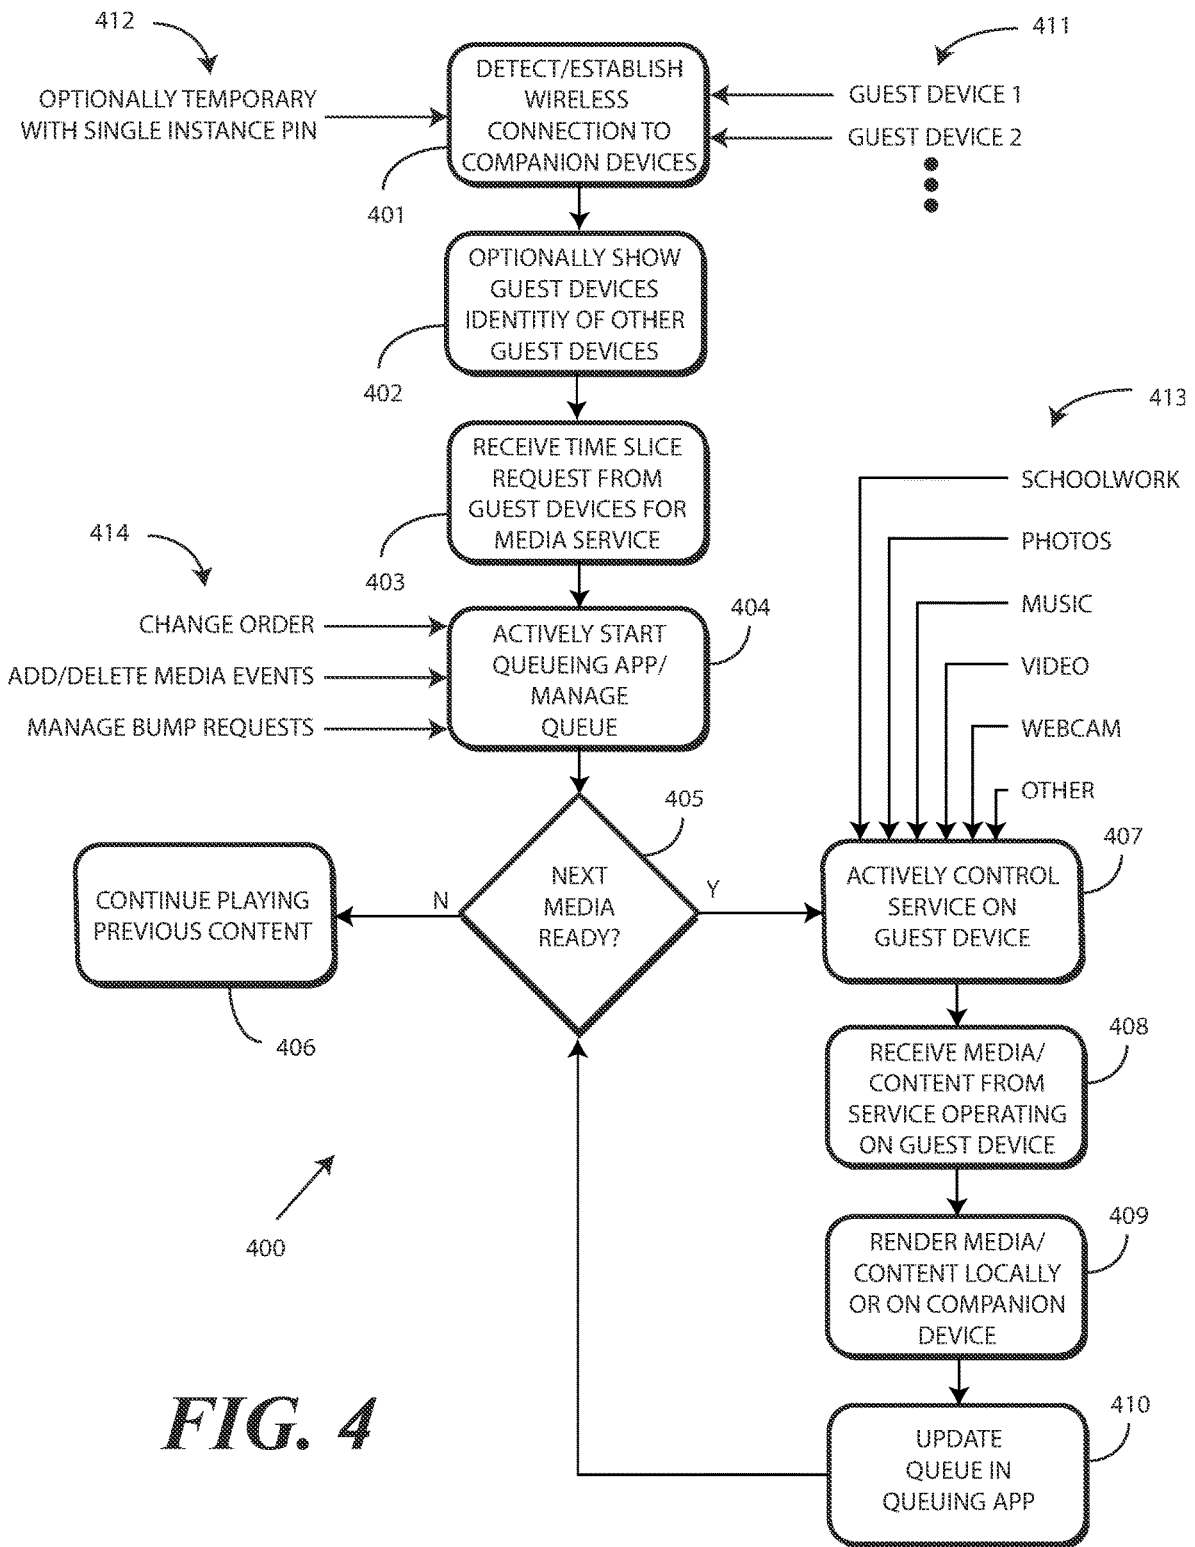 412
411
OPTIONALLY TEMPORARY
WITH SINGLE INSTANCE PIN
DETECT/ESTABLISH
WIRELESS
CONNECTION TO
COMPANION DEVICES
GUEST DEVICE 1
GUEST DEVICE 2
401
OPTIONALLY SHOW
GUEST DEVICES
IDENTITIY OF OTHER
GUEST DEVICES
402
413
RECEIVE TIME SLICE
REQUEST FROM
GUEST DEVICES FOR
MEDIA SERVICE
403
SCHOOLWORK
PHOTOS
MUSIC
VIDEO
WEBCAM
OTHER
414
CHANGE ORDER
ADD/DELETE MEDIA EVENTS
MANAGE BUMP REQUESTS
ACTIVELY START
QUEUEING APP/
MANAGE
QUEUE
404
405
NEXT
MEDIA
READY?
N
Y
CONTINUE PLAYING
PREVIOUS CONTENT
406
407
ACTIVELY CONTROL
SERVICE ON
GUEST DEVICE
408
RECEIVE MEDIA/
CONTENT FROM
SERVICE OPERATING
ON GUEST DEVICE
400
409
RENDER MEDIA/
CONTENT LOCALLY
OR ON COMPANION
DEVICE
410
UPDATE
QUEUE IN
QUEUING APP
FIG. 4